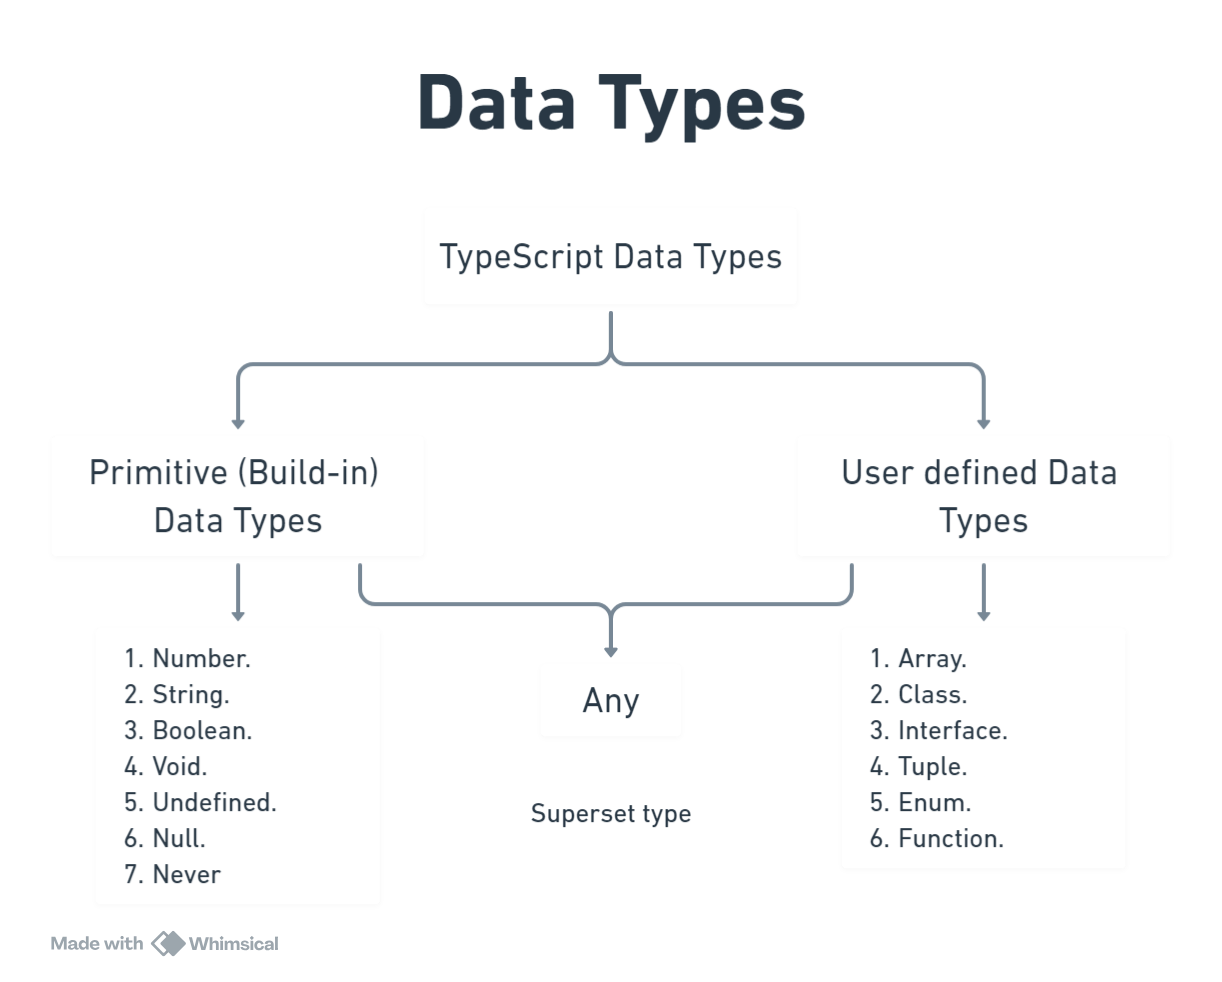 Data Types
TypeScript Data Types
Primitive (Build-in)
Data Types
User defined Data
Types
1. Number.
2. String.
3. Boolean.
4. Void.
5. Undefined.
6. Null.
7. Never
Any
Superset type
1. Array.
2. Class.
3. Interface.
4. Tuple.
5. Enum.
6. Function.
Made with Whimsical